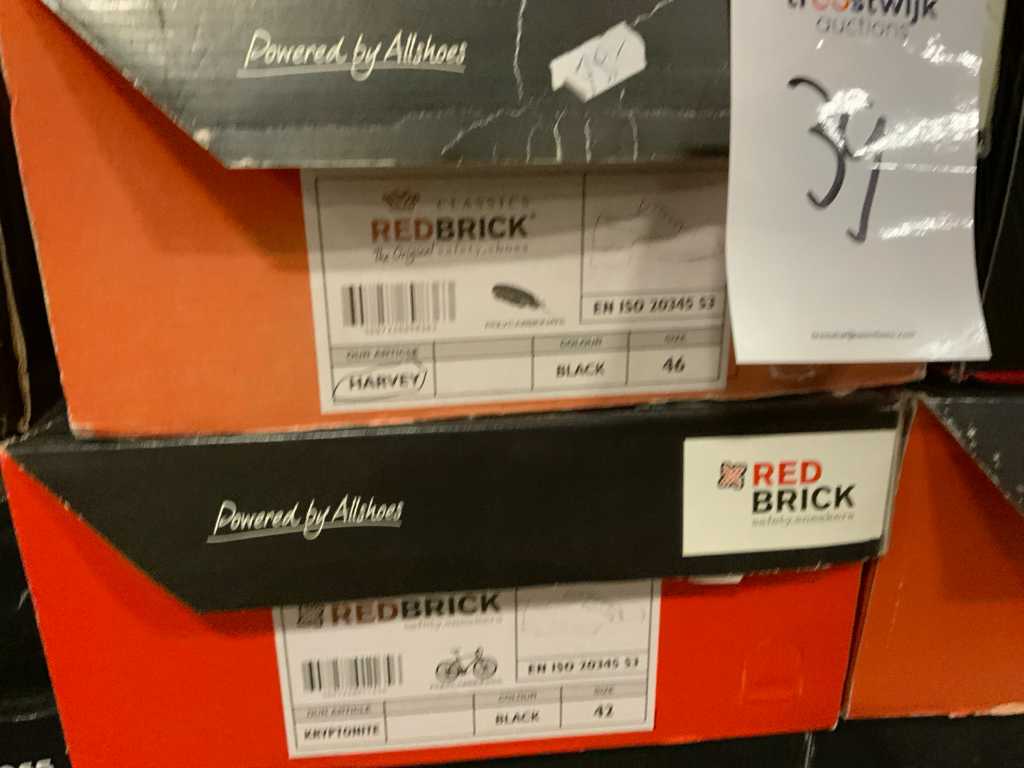 Powered by Allshoes
troostwijk
auctions
34
CLASSICS
REDBRICK
The Original safety.shoes
EN ISO 20345 S3
OUR ARTICLE
COLOUR
SIZE
HARVEY
BLACK
46
Powered by Allshoes
RED
BRICK
safety.sneakers
REDBRICK
safety.sneakers
EN ISO 20345 S3
OUR ARTICLE
COLOUR
SIZE
KRYPTONITE
BLACK
42